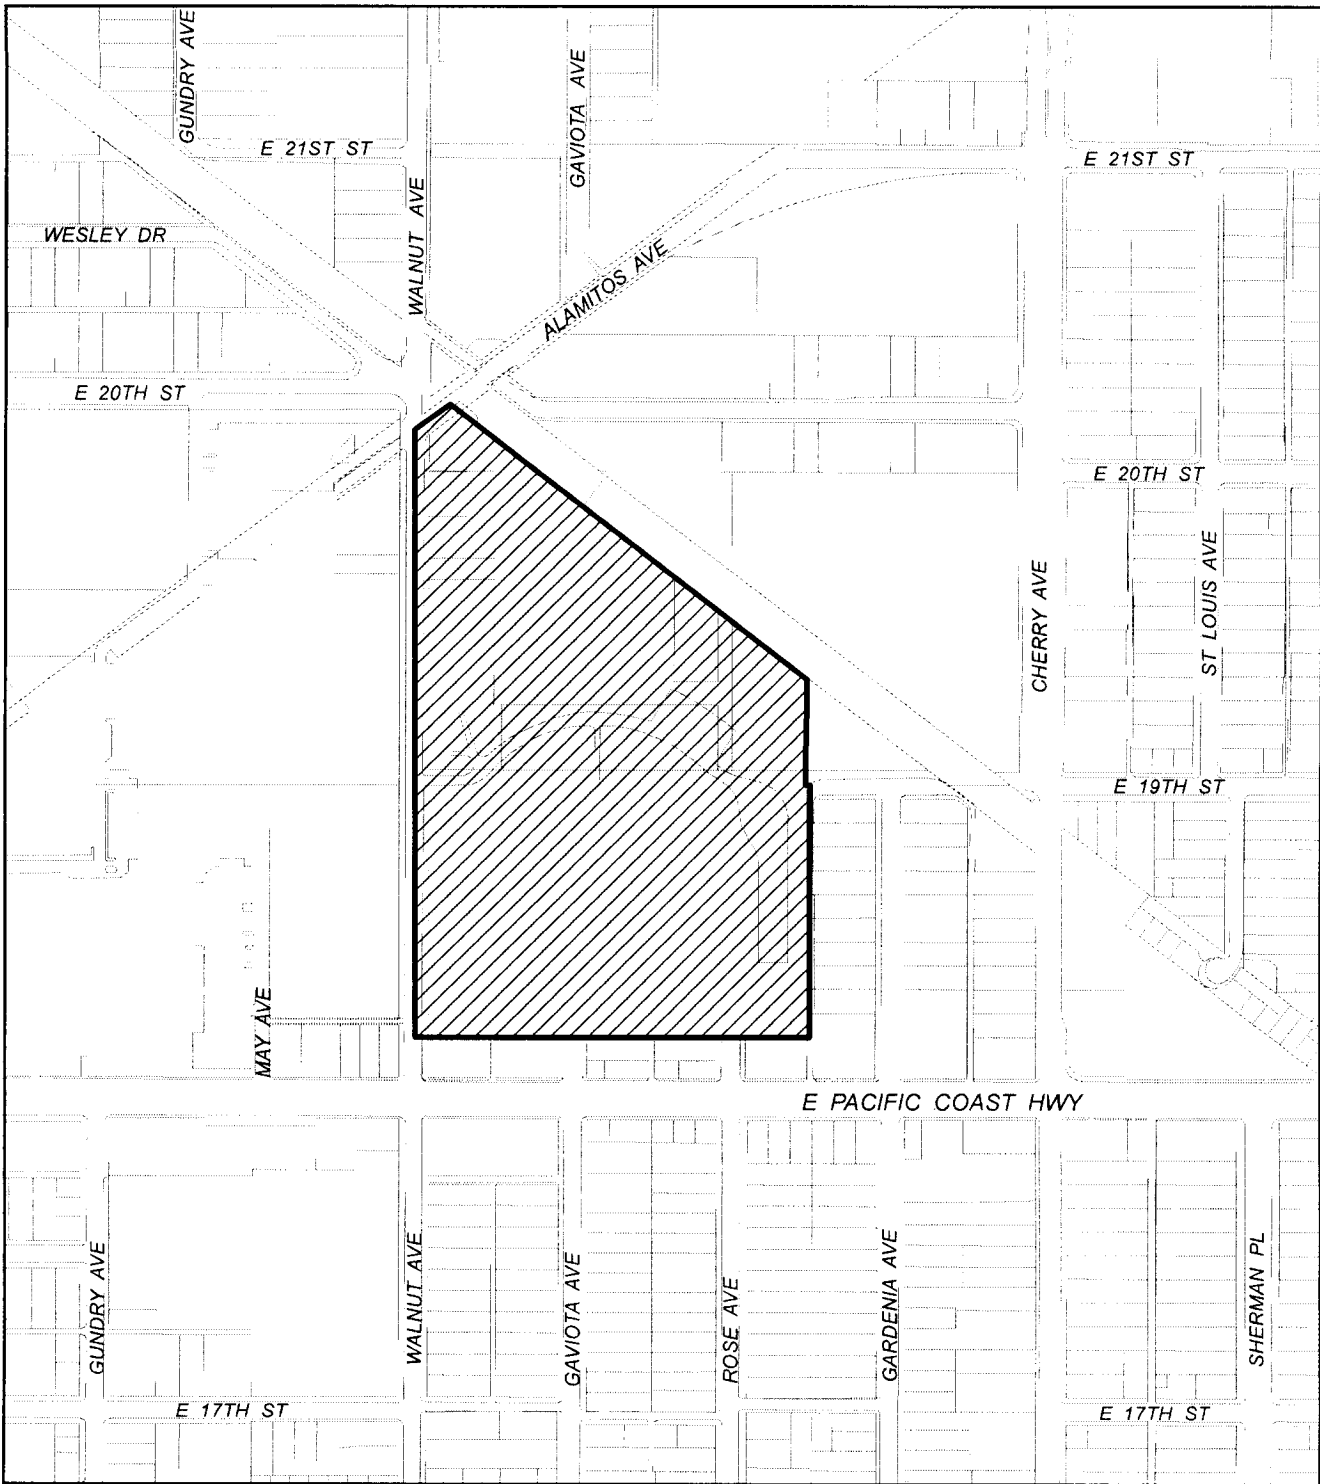 GUNDRY AVE
GAVIOTA AVE
E 21ST ST
E 21ST ST
WALNUT AVE
WESLEY DR
ALAMITOS AVE
E 20TH ST
E 20TH ST
ST LOUIS AVE
CHERRY AVE
E 19TH ST
MAY AVE
E PACIFIC COAST HWY
GUNDRY AVE
WALNUT AVE
GAVIOTA AVE
ROSE AVE
GARDENIA AVE
SHERMAN PL
E 17TH ST
E 17TH ST